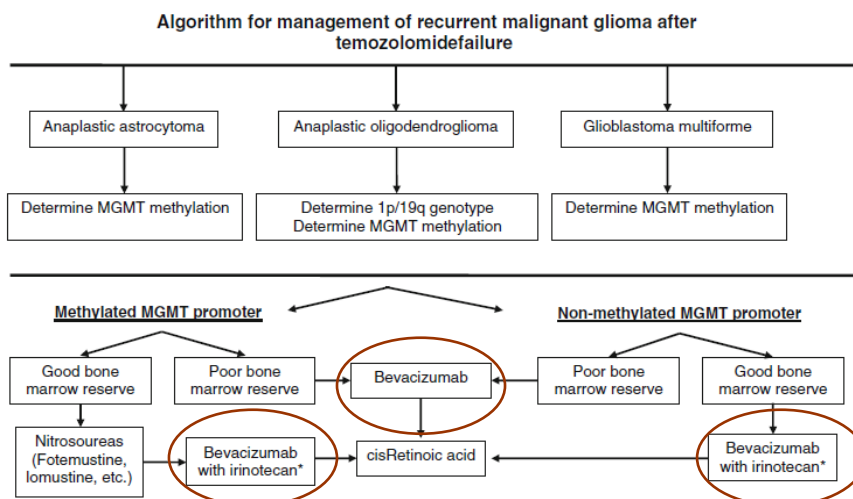 Algorithm for management of recurrent malignant glioma after
temozolomidefailure
Anaplastic astrocytoma
Anaplastic oligodendroglioma
Glioblastoma multiforme
Determine MGMT methylation
Determine 1p/19q genotype
Determine MGMT methylation
Determine MGMT methylation
Methylated MGMT promoter
Non-methylated MGMT promoter
Good bone
marrow reserve
Poor bone
marrow reserve
Bevacizumab
Poor bone
marrow reserve
Good bone
marrow reserve
Nitrosoureas
(Fotemustine,
lomustine, etc.)
Bevacizumab
with irinotecan*
cisRetinoic acid
Bevacizumab
with irinotecan*